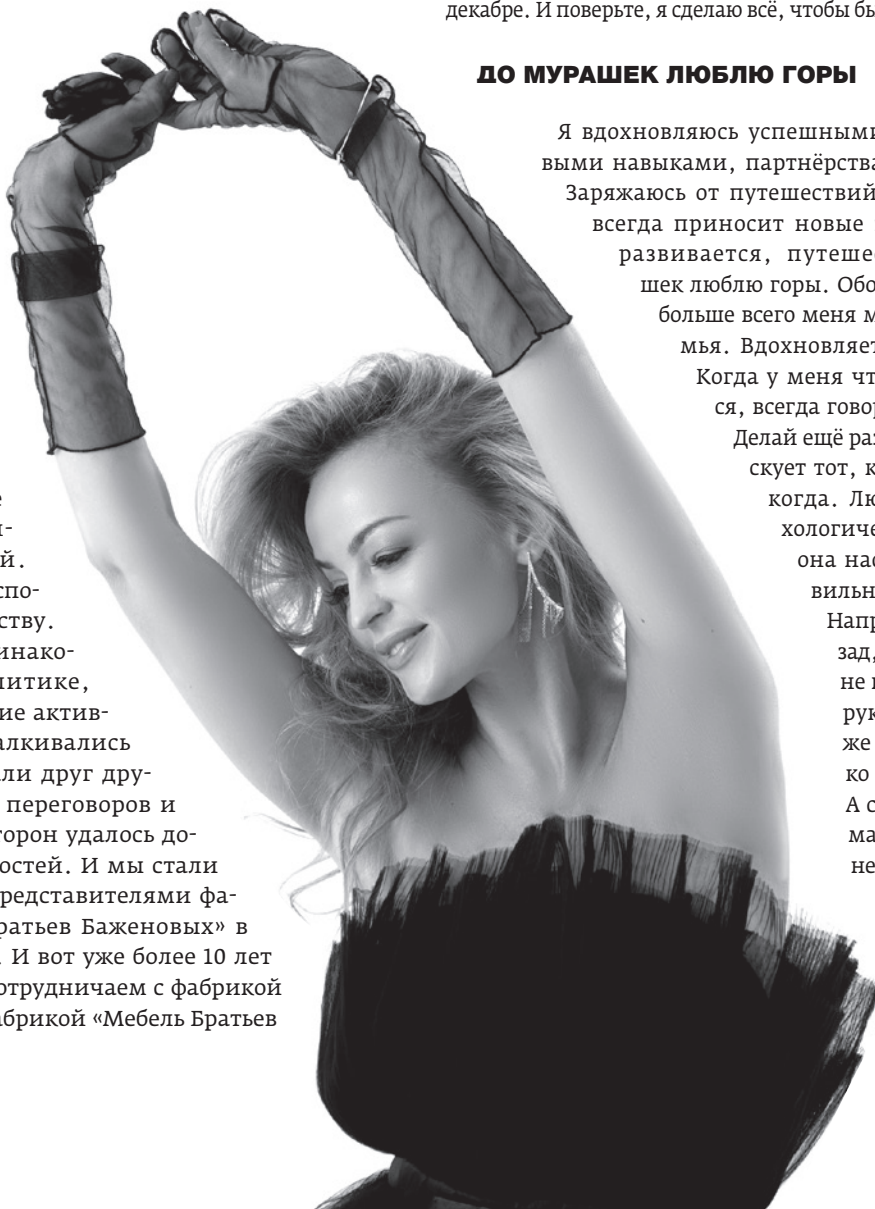 е
й.
спо-
ству.
инако-
литике,
ие актив-
алкивались
али друг дру-
переговоров и
торон удалось до-
остей. И мы стали
редставителями фа-
ратьев Баженовых» в
И вот уже более 10 лет
отрудничаем с фабрикой
абрикой «Мебель Братьев
декабре. И поверьте, я сделаю всё, чтобы бы
ДО МУРАШЕК ЛЮБЛЮ ГОРЫ
Я вдохновляюсь успешными
выми навыками, партнёрства
Заряжаюсь от путешествий
всегда приносит новые
развивается, путеше
шек люблю горы. Обо
больше всего меня м
мья. Вдохновляет
Когда у меня чт
ся, всегда говор
Делай ещё раз
скует тот, к
когда. Лю
хологиче
она нас
вильн
Напр
зад,
не
рук
же
ко
А с
ма
не